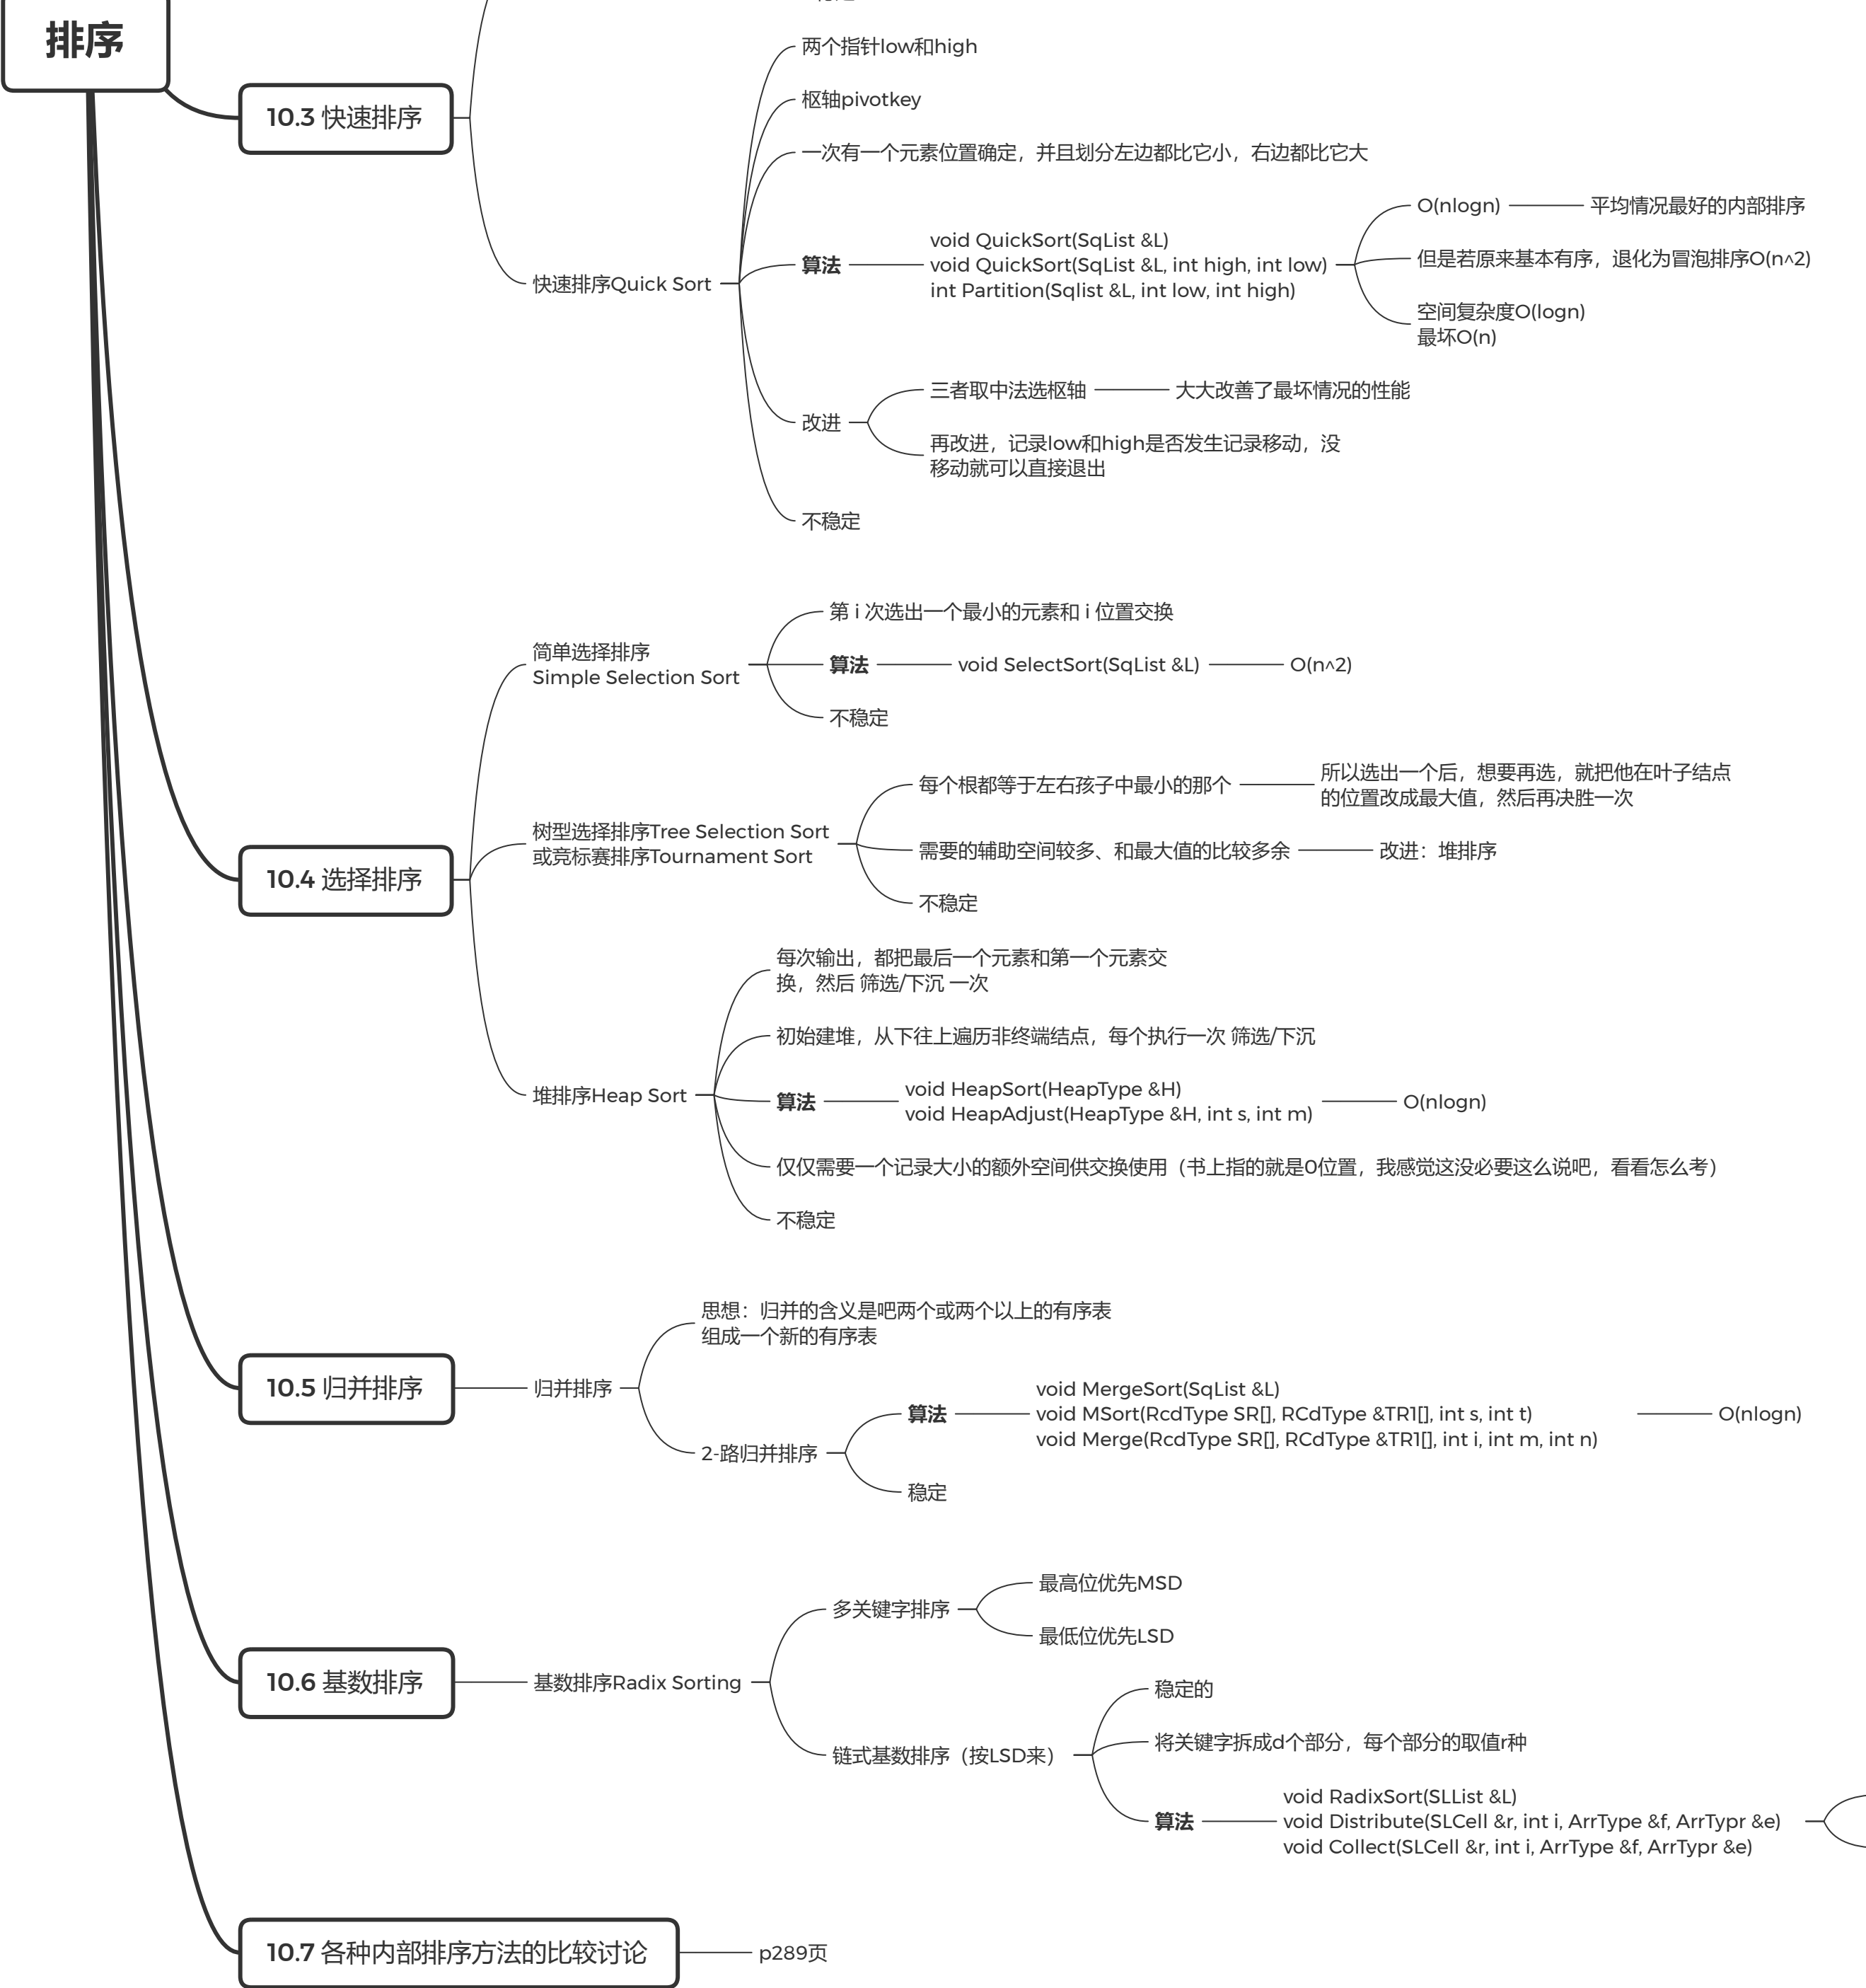 排序
10.3 快速排序
快速排序Quick Sort
两个指针low和high
枢轴pivotkey
一次有一个元素位置确定，并且划分左边都比它小，右边都比它大
算法
void QuickSort(SqList &L)
void QuickSort(SqList &L, int high, int low)
int Partition(Sqlist &L, int low, int high)
O(nlogn)
平均情况最好的内部排序
但是若原来基本有序，退化为冒泡排序O(n^2)
空间复杂度O(logn)
最坏O(n)
改进
三者取中法选枢轴
大大改善了最坏情况的性能
再改进，记录low和high是否发生记录移动，没
移动就可以直接退出
不稳定
10.4 选择排序
简单选择排序
Simple Selection Sort
第 i 次选出一个最小的元素和 i 位置交换
算法
void SelectSort(SqList &L)
O(n^2)
不稳定
树型选择排序Tree Selection Sort
或竞标赛排序Tournament Sort
每个根都等于左右孩子中最小的那个
所以选出一个后，想要再选，就把他在叶子结点
的位置改成最大值，然后再决胜一次
需要的辅助空间较多、和最大值的比较多余
改进：堆排序
不稳定
堆排序Heap Sort
每次输出，都把最后一个元素和第一个元素交
换，然后 筛选/下沉 一次
初始建堆，从下往上遍历非终端结点，每个执行一次 筛选/下沉
算法
void HeapSort(HeapType &H)
void HeapAdjust(HeapType &H, int s, int m)
O(nlogn)
仅仅需要一个记录大小的额外空间供交换使用（书上指的就是0位置，我感觉这没必要这么说吧，看看怎么考）
不稳定
10.5 归并排序
归并排序
思想：归并的含义是吧两个或两个以上的有序表
组成一个新的有序表
2-路归并排序
算法
void MergeSort(SqList &L)
void MSort(RcdType SR[], RCdType &TR1[], int s, int t)
void Merge(RcdType SR[], RCdType &TR1[], int i, int m, int n)
O(nlogn)
稳定
10.6 基数排序
基数排序Radix Sorting
多关键字排序
最高位优先MSD
最低位优先LSD
链式基数排序（按LSD来）
稳定的
将关键字拆成d个部分，每个部分的取值r种
算法
void RadixSort(SLList &L)
void Distribute(SLCell &r, int i, ArrType &f, ArrTypr &e)
void Collect(SLCell &r, int i, ArrType &f, ArrTypr &e)
10.7 各种内部排序方法的比较讨论
p289页